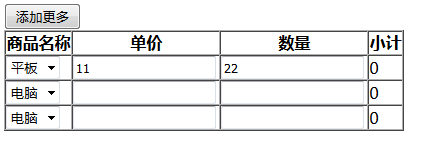 添加更多
商品名称 单价 数量 小计
平板 11 22 0
电脑 0
电脑 0